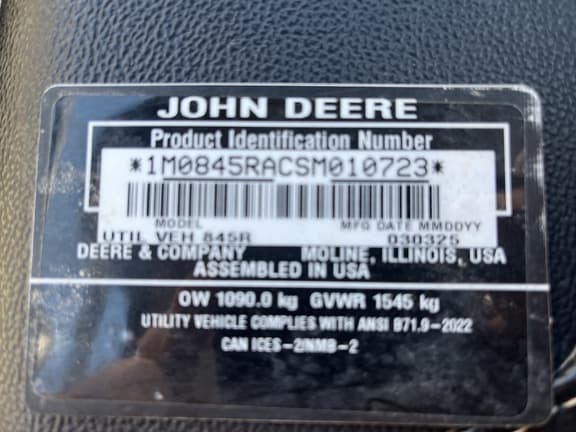 JOHN DEERE
Product Identification Number
*1M0845RACSM010723*
MODEL MFG DATE MMDDYY
UTIL VEH 845R 030325
DEERE & COMPANY MOLINE, ILLINOIS, USA
ASSEMBLED IN USA
OW 1090.0 kg GVWR 1545 kg
UTILITY VEHICLE COMPLIES WITH ANSI B71.9-2022
CAN ICES-2/NMB-2